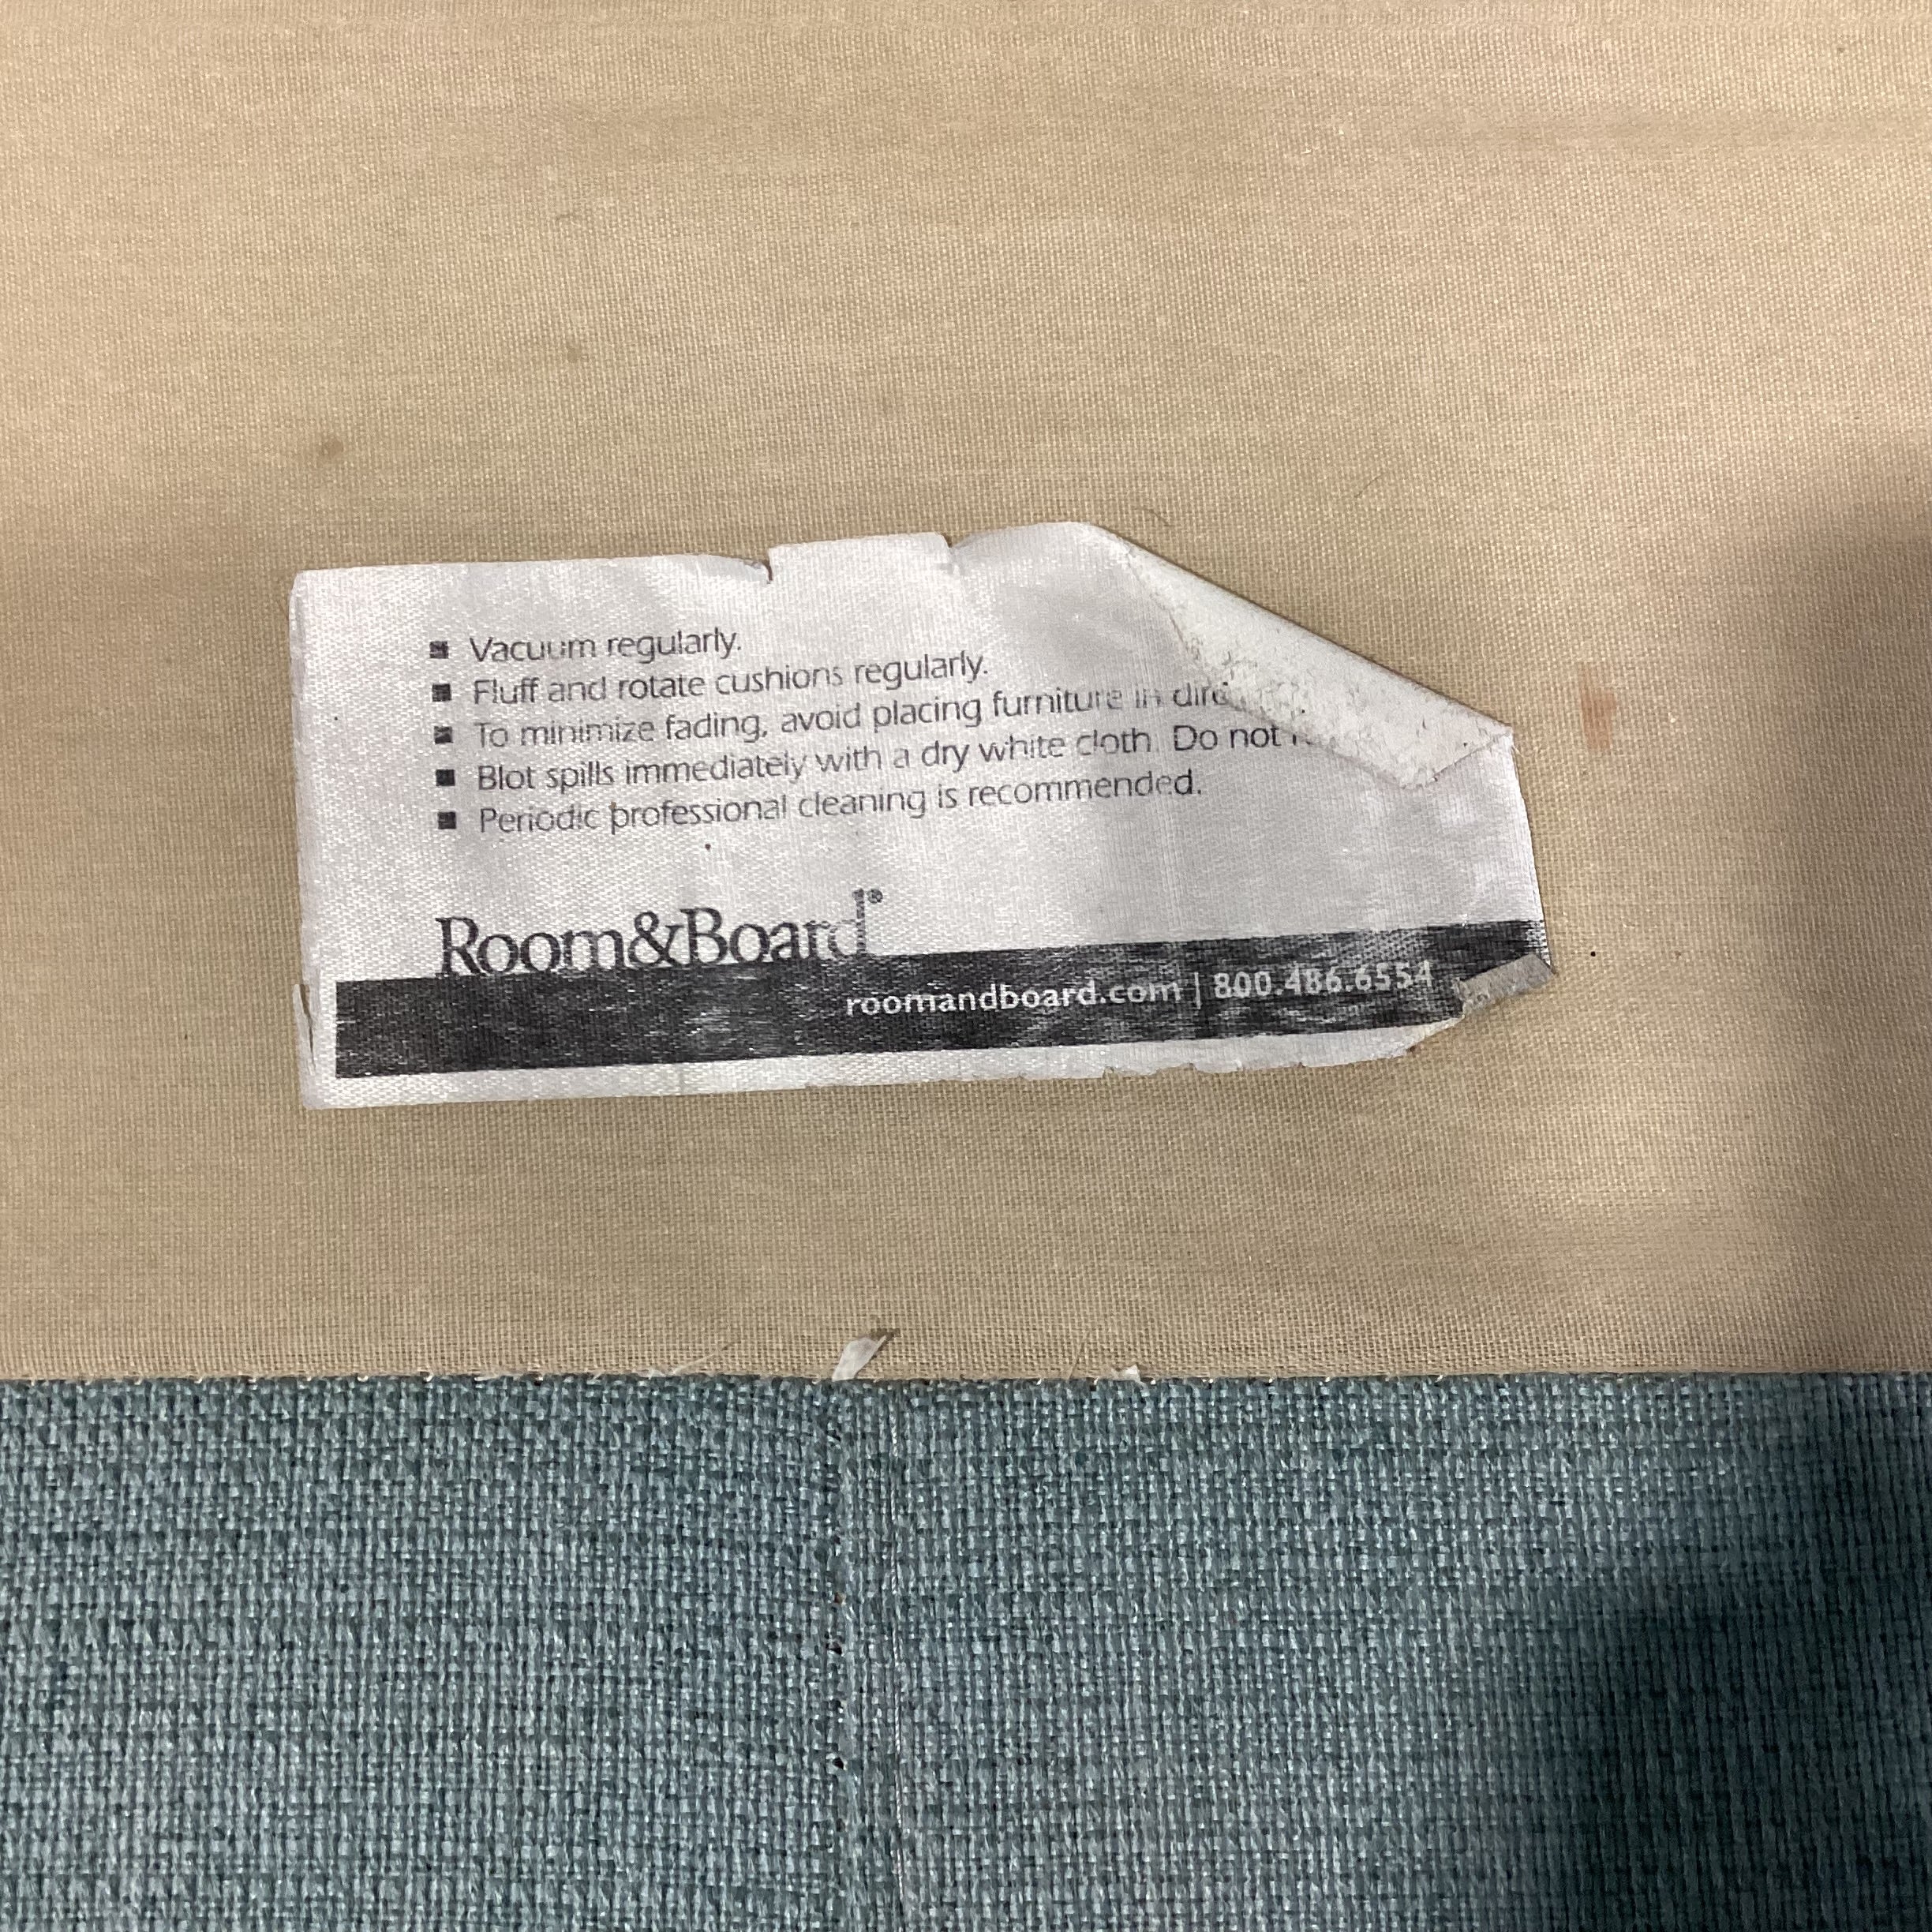 ■ Vacuum regularly.
■ Fluff and rotate cushions regularly.
■ To minimize fading, avoid placing furniture in
■ Blot spills immediately with a dry white cloth. Do not
■ Periodic professional cleaning is recommended.
Room&Board®
roomandboard.com | 800.486.6554